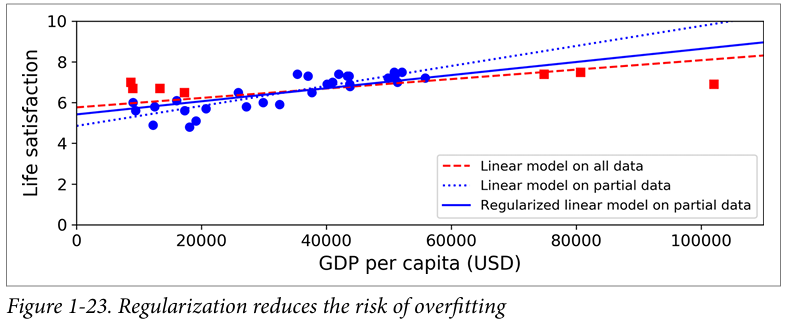 10
8
6
4
2
0
Life satisfaction
Linear model on all data
Linear model on partial data
Regularized linear model on partial data
0 20000 40000 60000 80000 100000
GDP per capita (USD)
Figure 1-23. Regularization reduces the risk of overfitting